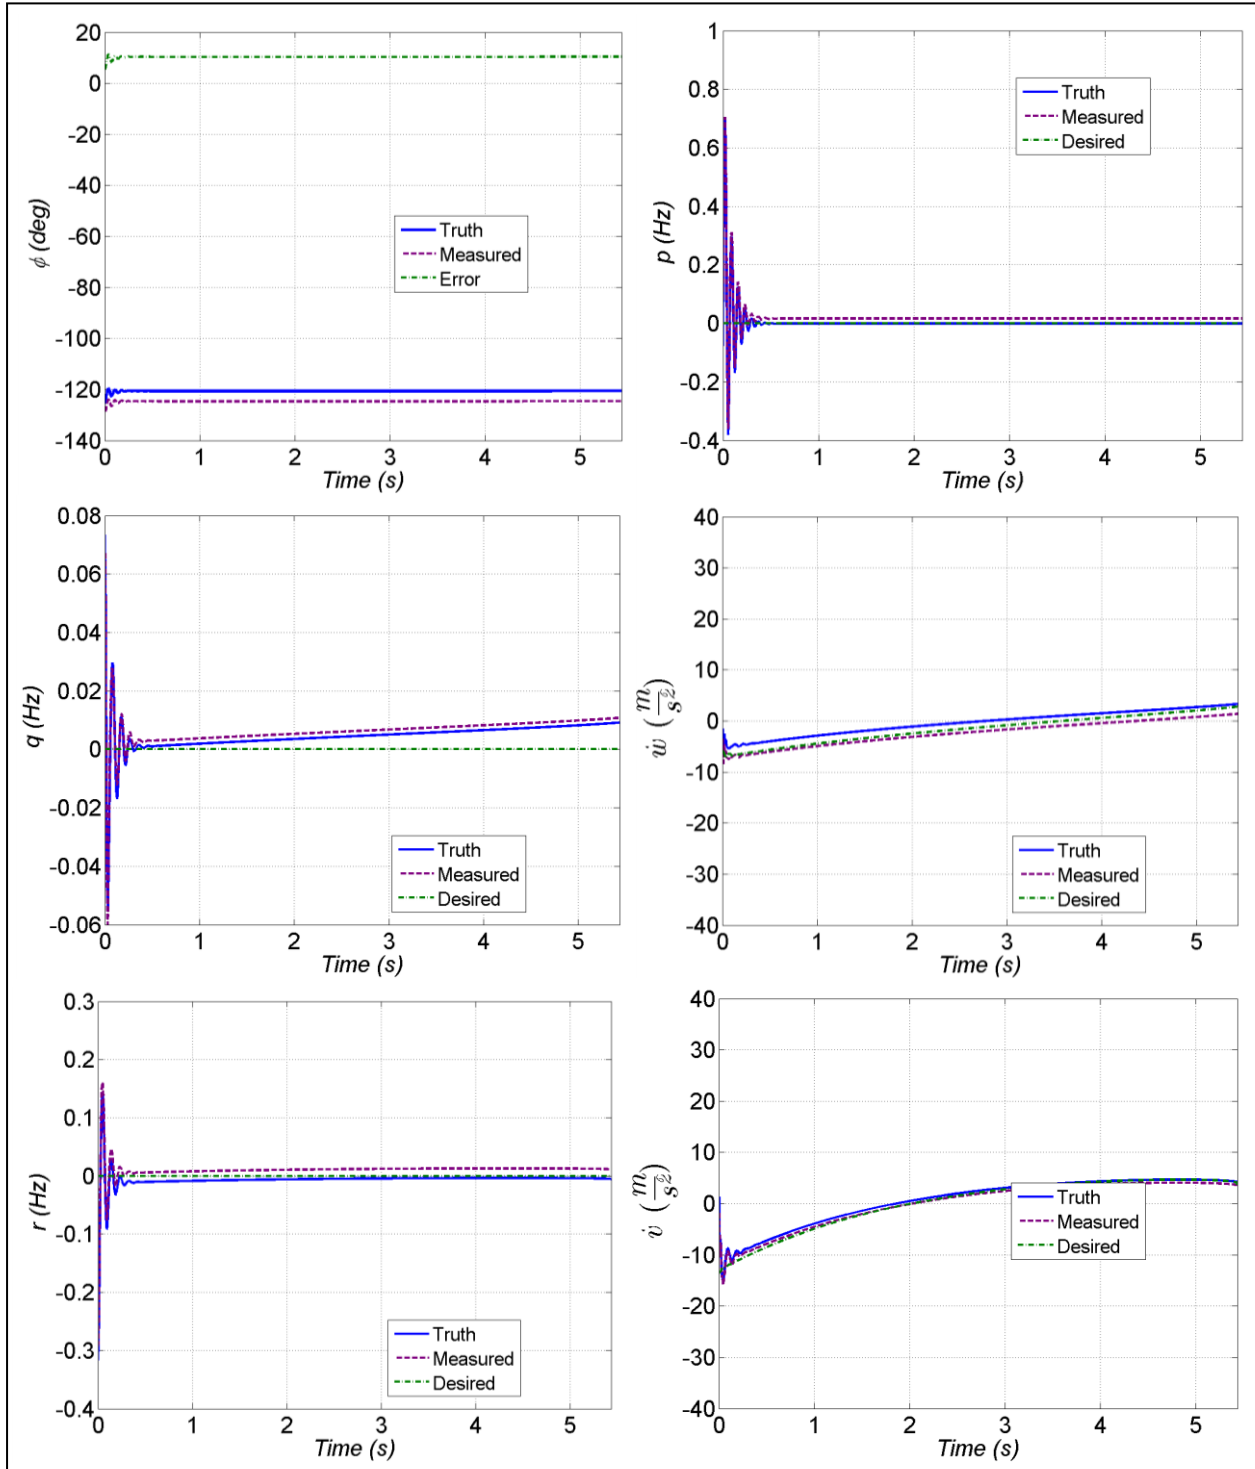 20
0
-20
-40
-60
-80
-100
-120
-140
ϕ (deg)
Truth
Measured
Error
0 1 2 3 4 5
Time (s)
1
0.8
0.6
0.4
0.2
0
-0.2
-0.4
p (Hz)
Truth
Measured
Desired
0 1 2 3 4 5
Time (s)
0.08
0.06
0.04
0.02
0
-0.02
-0.04
-0.06
q (Hz)
Truth
Measured
Desired
0 1 2 3 4 5
Time (s)
40
30
20
10
0
-10
-20
-30
-40
ẇ (m/s²)
Truth
Measured
Desired
0 1 2 3 4 5
Time (s)
0.3
0.2
0.1
0
-0.1
-0.2
-0.3
-0.4
r (Hz)
Truth
Measured
Desired
0 1 2 3 4 5
Time (s)
40
30
20
10
0
-10
-20
-30
-40
v̇ (m/s²)
Truth
Measured
Desired
0 1 2 3 4 5
Time (s)